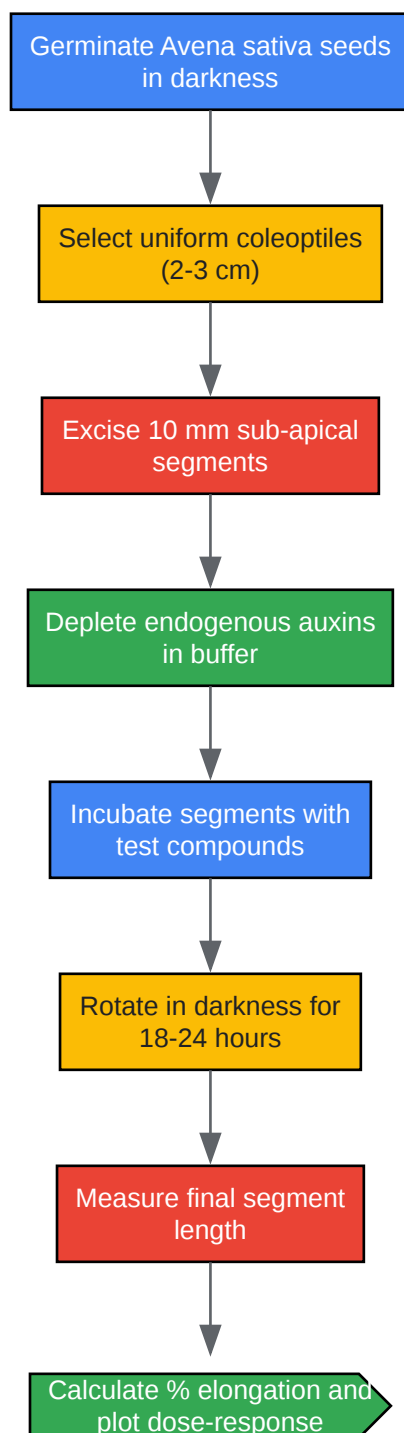 Germinate Avena sativa seeds
in darkness
Select uniform coleoptiles
(2-3 cm)
Excise 10 mm sub-apical
segments
Deplete endogenous auxins
in buffer
Incubate segments with
test compounds
Rotate in darkness for
18-24 hours
Measure final segment
length
Calculate % elongation and
plot dose-response